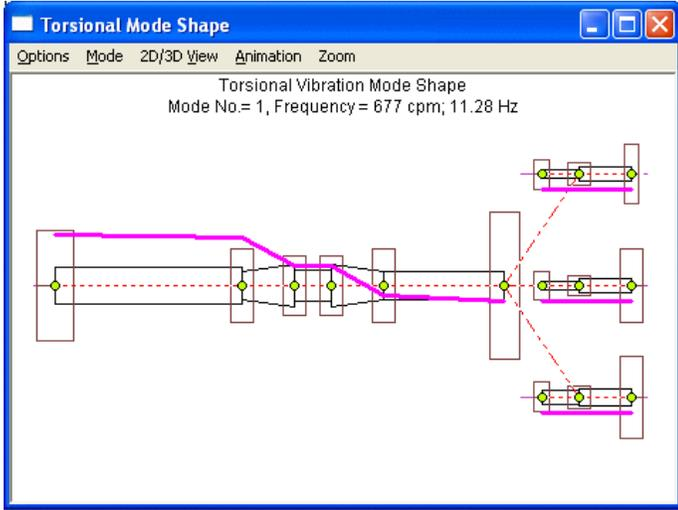 Torsional Mode Shape
Options Mode 2D/3D View Animation Zoom
Torsional Vibration Mode Shape
Mode No.= 1, Frequency = 677 cpm; 11.28 Hz